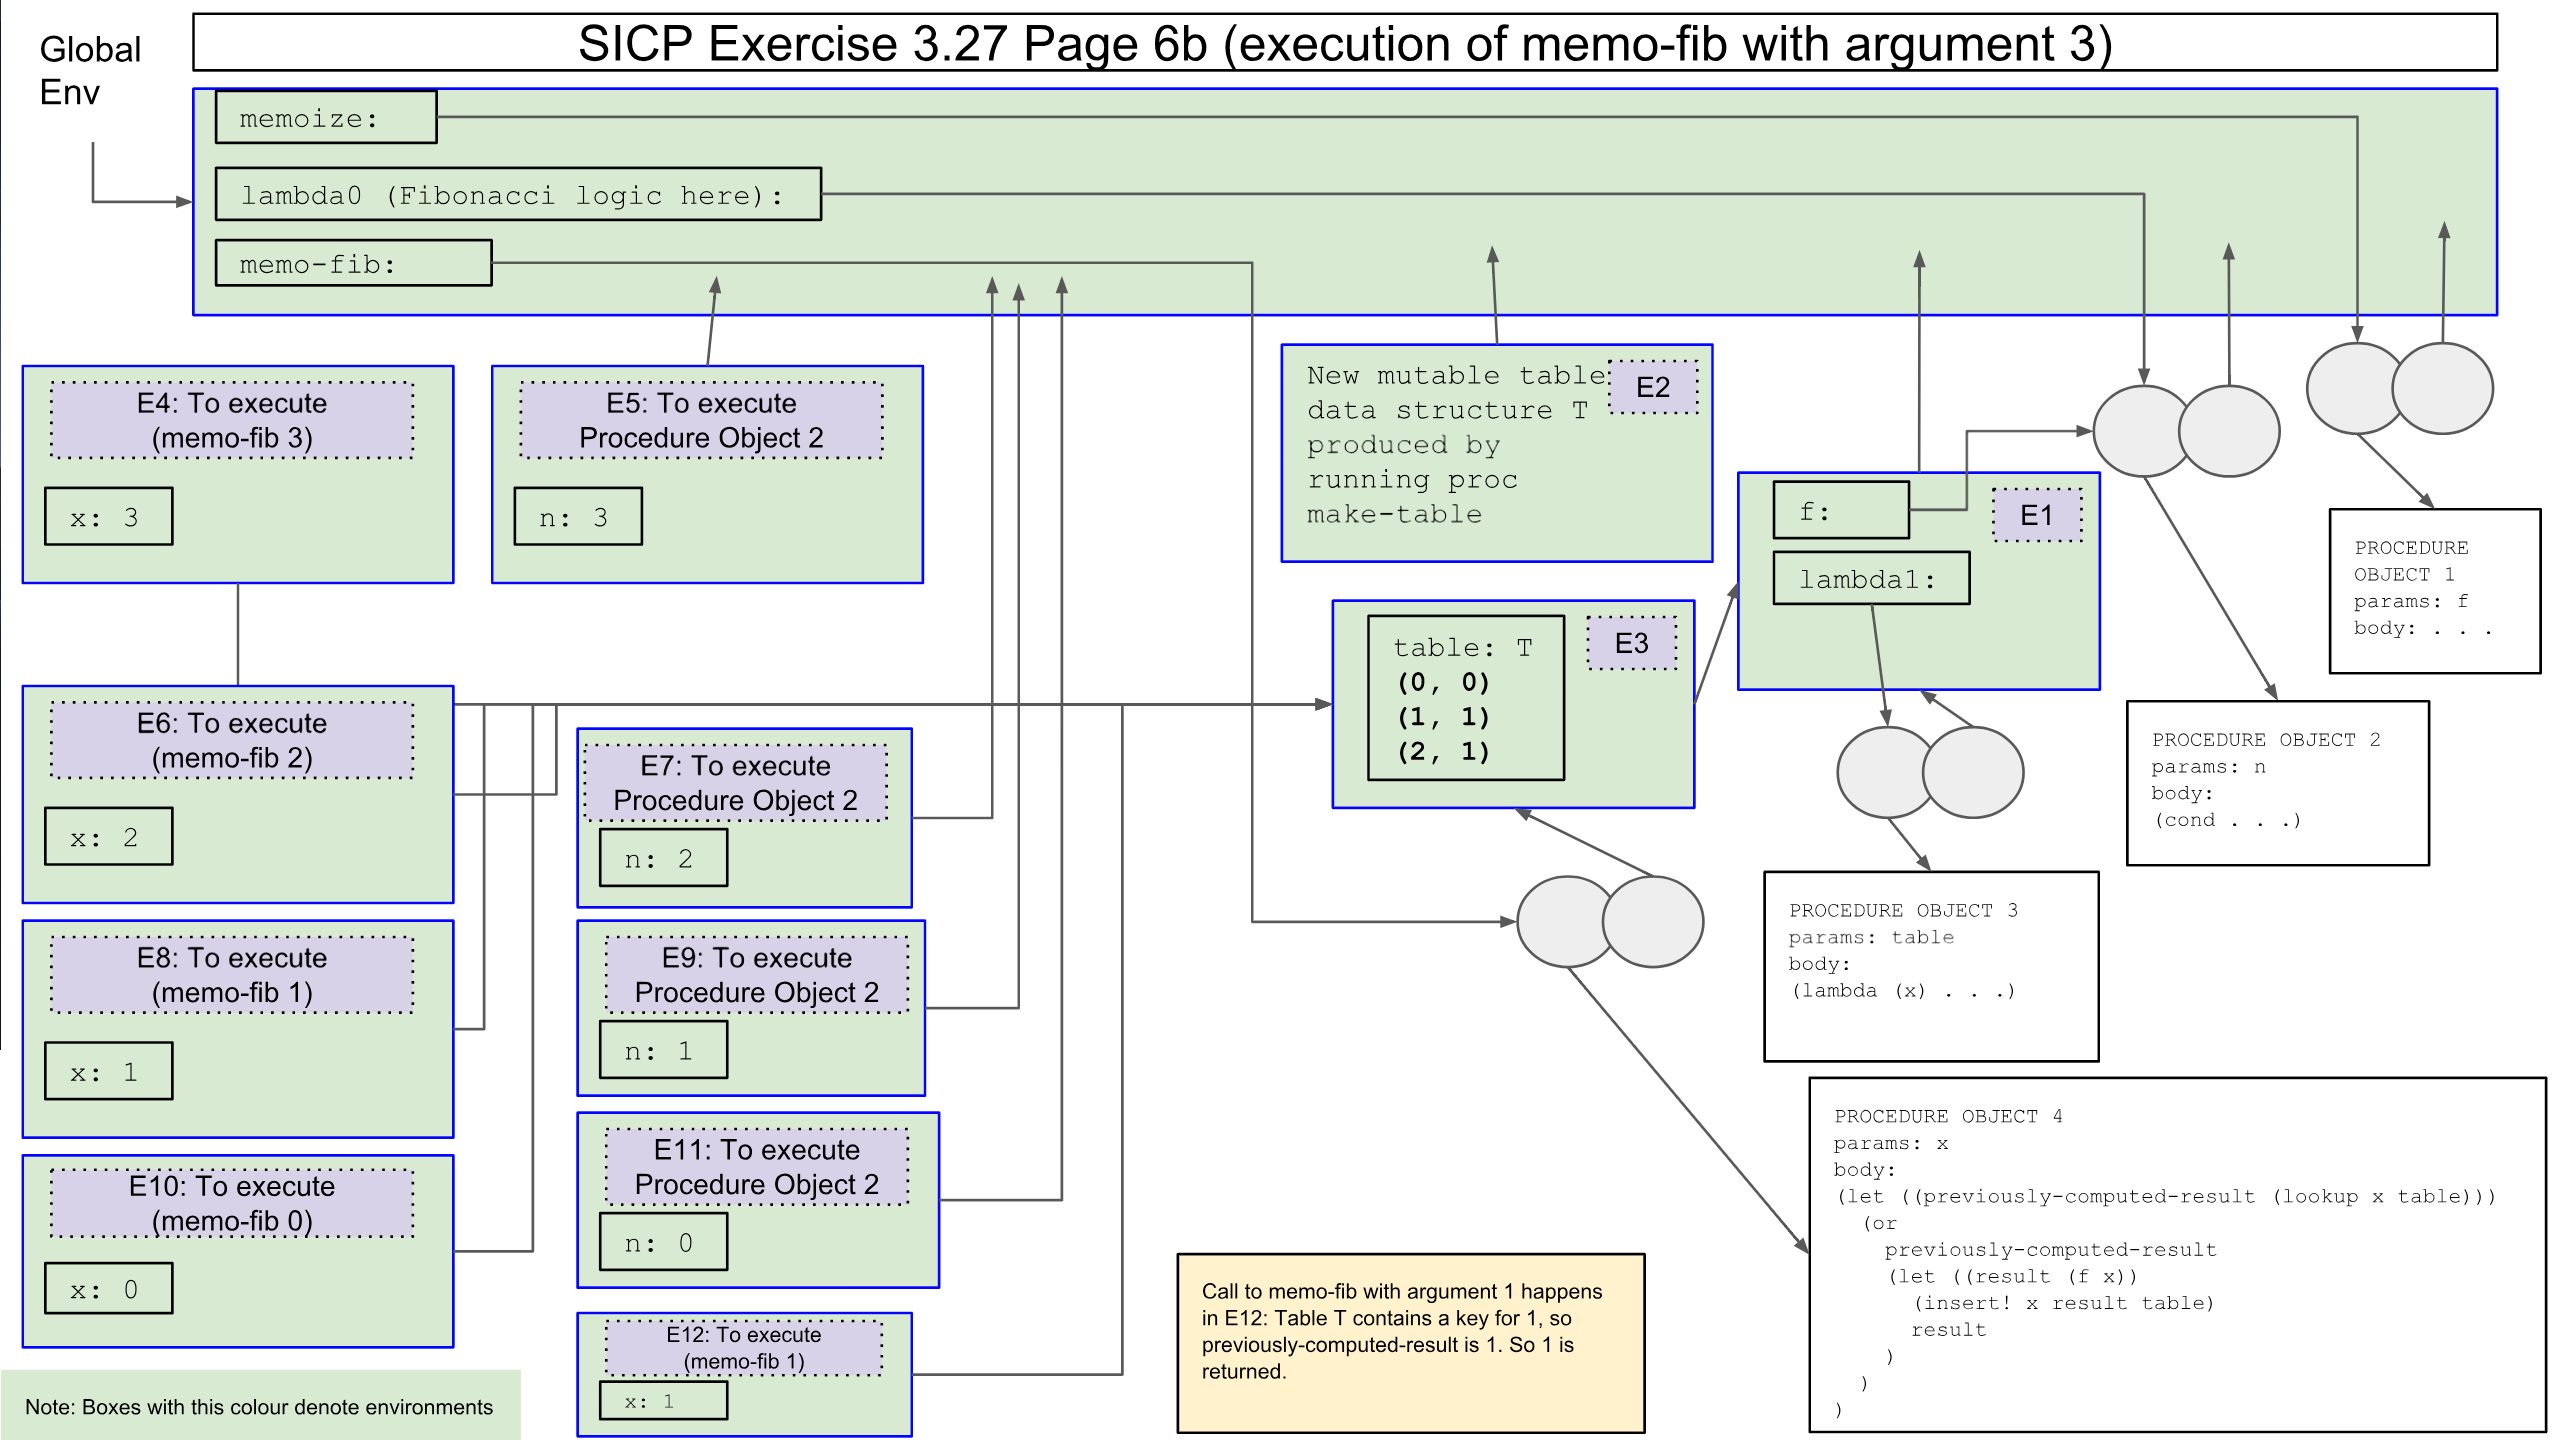 SICP Exercise 3.27 Page 6b (execution of memo-fib with argument 3)
Global
Env
memoize:
lambda0 (Fibonacci logic here):
memo-fib:
E4: To execute
(memo-fib 3)
x: 3
E5: To execute
Procedure Object 2
n: 3
New mutable table
data structure T
produced by
running proc
make-table
E2
f:
lambda1:
E1
PROCEDURE
OBJECT 1
params: f
body: . . .
table: T
(0, 0)
(1, 1)
(2, 1)
E3
E6: To execute
(memo-fib 2)
x: 2
E7: To execute
Procedure Object 2
n: 2
PROCEDURE OBJECT 2
params: n
body:
(cond . . .)
E8: To execute
(memo-fib 1)
x: 1
E9: To execute
Procedure Object 2
n: 1
PROCEDURE OBJECT 3
params: table
body:
(lambda (x) . . .)
E10: To execute
(memo-fib 0)
x: 0
E11: To execute
Procedure Object 2
n: 0
E12: To execute
(memo-fib 1)
x: 1
Call to memo-fib with argument 1 happens
in E12: Table T contains a key for 1, so
previously-computed-result is 1. So 1 is
returned.
PROCEDURE OBJECT 4
params: x
body:
(let ((previously-computed-result (lookup x table)))
(or
previously-computed-result
(let ((result (f x))
(insert! x result table)
result
)
)
)
Note: Boxes with this colour denote environments